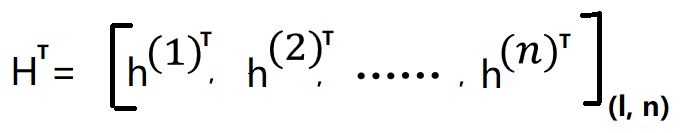 Hᵀ = [h⁽¹⁾ᵀ, h⁽²⁾ᵀ, ……, h⁽ⁿ⁾ᵀ]₍l, n₎